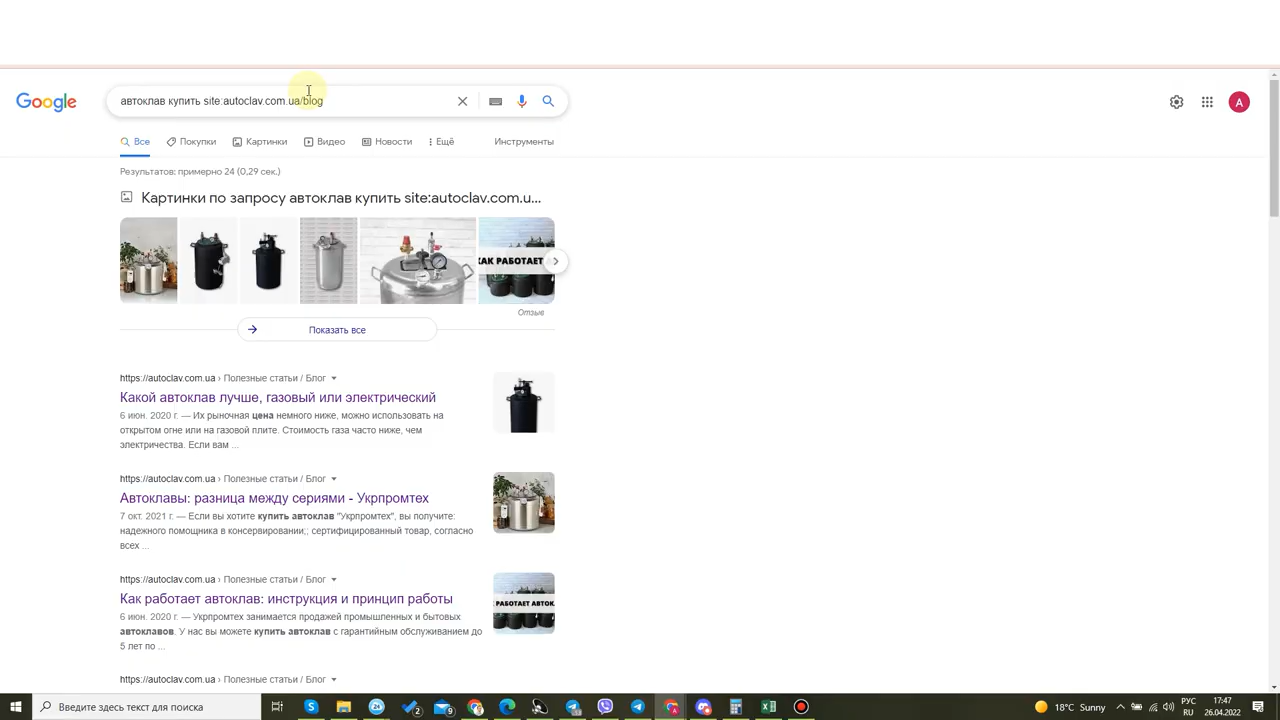 Google
автоклав купить site:autoclav.com.ua/blog
A
Все
Покупки
Картинки
Видео
Новости
Ещё
Инструменты
Результатов: примерно 24 (0,29 сек.)
Картинки по запросу автоклав купить site:autoclav.com.u...
КАК РАБОТАЕТ
Отзыв
Показать все
https://autoclav.com.ua › Полезные статьи / Блог
Какой автоклав лучше, газовый или электрический
6 июн. 2020 г. — Их рыночная цена немного ниже, можно использовать на
открытом огне или на газовой плите. Стоимость газа часто ниже, чем
электричества. Если вам ...
https://autoclav.com.ua › Полезные статьи / Блог
Автоклавы: разница между сериями - Укрпромтех
7 окт. 2021 г. — Если вы хотите купить автоклав "Укрпромтех", вы получите:
надежного помощника в консервировании;; сертифицированный товар, согласно
всех ...
https://autoclav.com.ua › Полезные статьи / Блог
Как работает автоклав: инструкция и принцип работы
6 июн. 2020 г. — Укрпромтех занимается продажей промышленных и бытовых
автоклавов. У нас вы можете купить автоклав с гарантийным обслуживанием до
5 лет по ...
РАБОТАЕТ АВТОК
https://autoclav.com.ua › Полезные статьи / Блог
Введите здесь текст для поиска
18°C Sunny
РУС
RU
17:47
26.04.2022